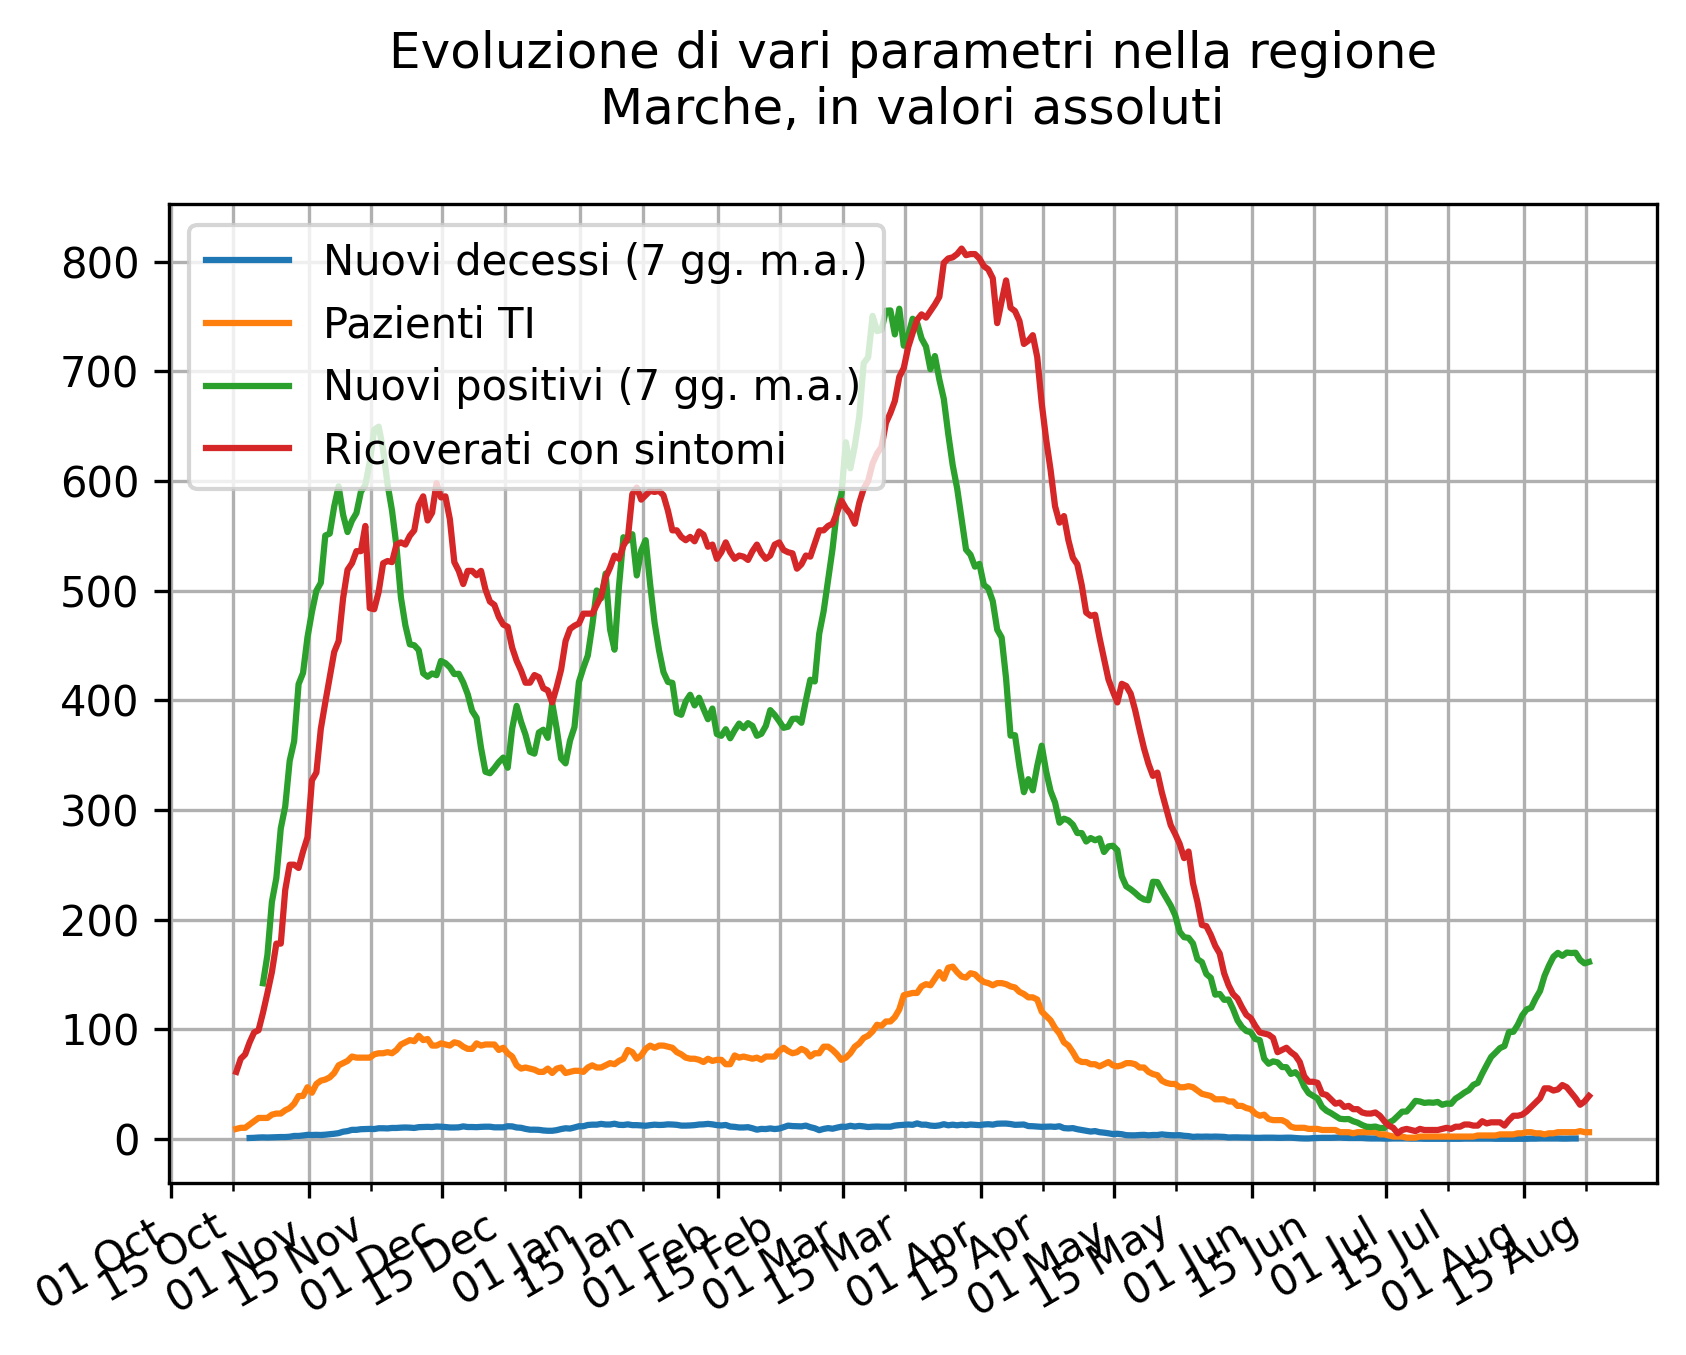 Evoluzione di vari parametri nella regione
Marche, in valori assoluti
Nuovi decessi (7 gg. m.a.)
Pazienti TI
Nuovi positivi (7 gg. m.a.)
Ricoverati con sintomi
800
700
600
500
400
300
200
100
0
01 Oct
15 Oct
01 Nov
15 Nov
01 Dec
15 Dec
01 Jan
15 Jan
01 Feb
15 Feb
01 Mar
15 Mar
01 Apr
15 Apr
01 May
15 May
01 Jun
15 Jun
01 Jul
15 Jul
01 Aug
15 Aug